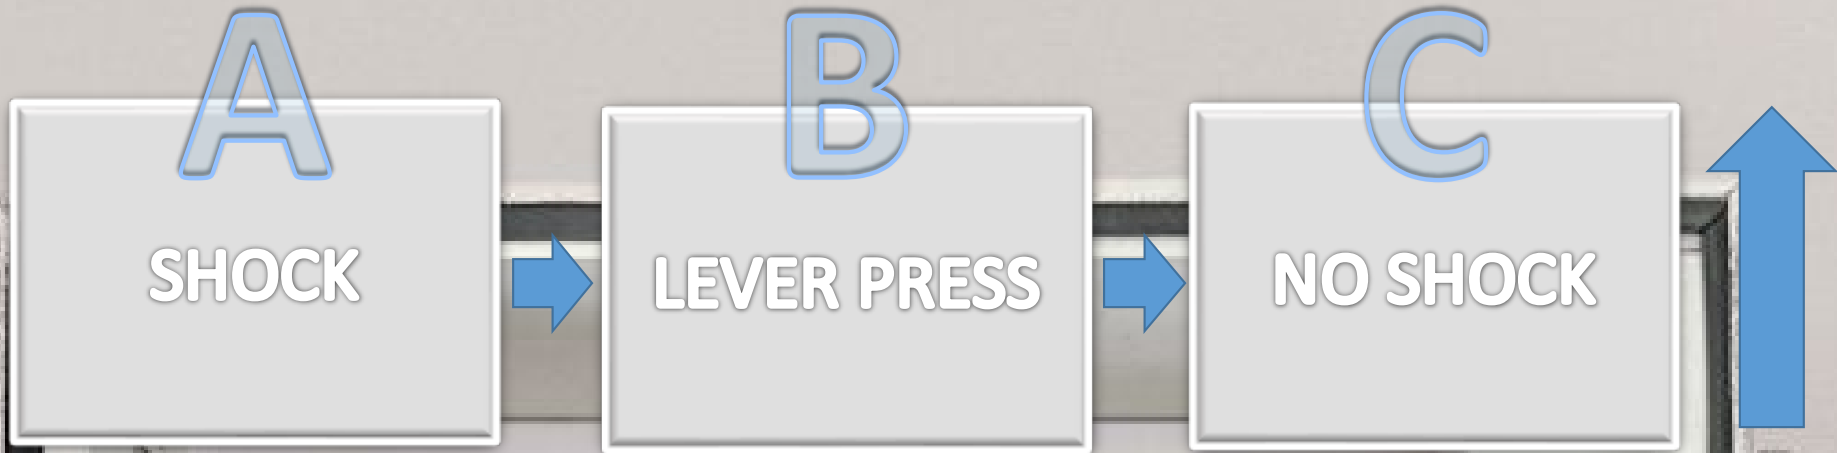 A
B
C
SHOCK
LEVER PRESS
NO SHOCK